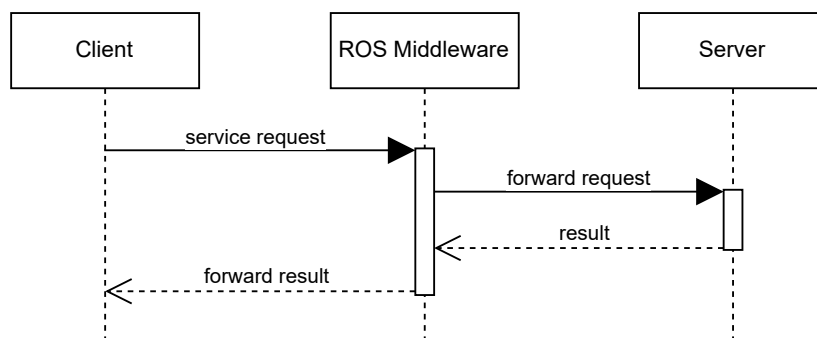 Client
ROS Middleware
Server
service request
forward request
result
forward result